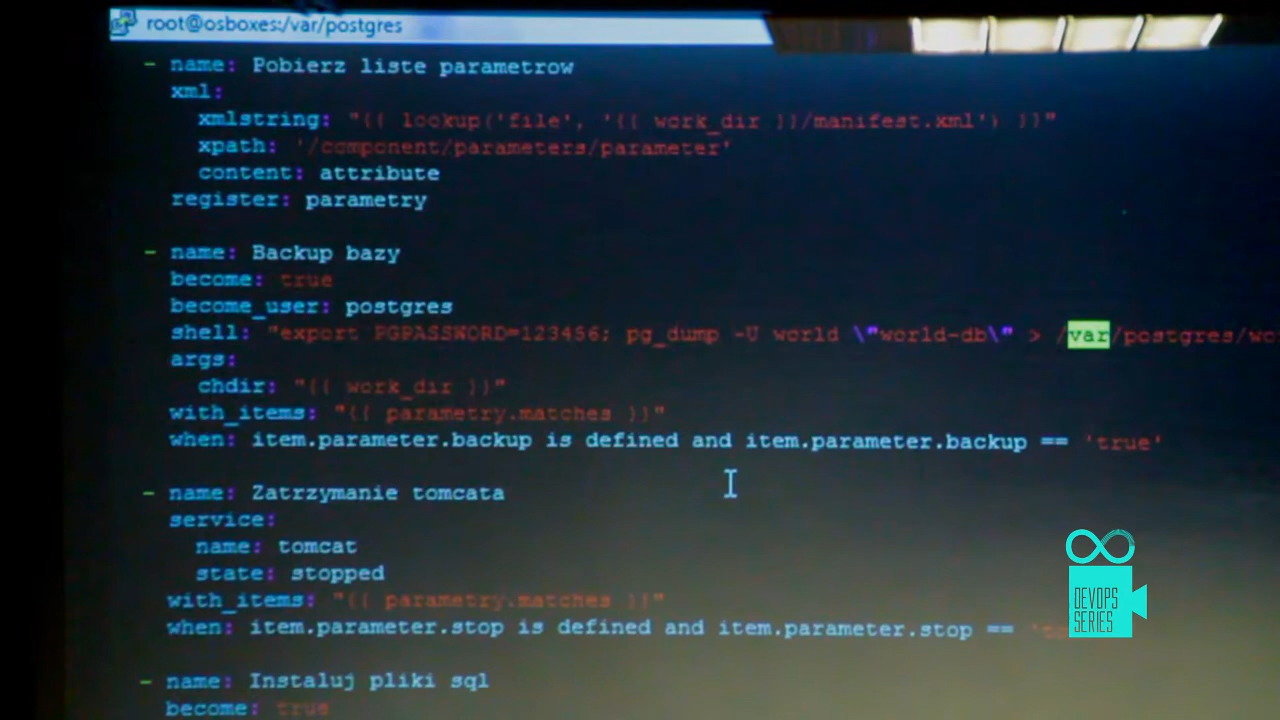 root@osboxes:/var/postgres
- name: Pobierz liste parametrow
xml:
xmlstring: "{{ lookup('file', '{{ work_dir }}/manifest.xml') }}"
xpath: '/component/parameters/parameter'
content: attribute
register: parametry
- name: Backup bazy
become: true
become_user: postgres
shell: "export PGPASSWORD=123456; pg_dump -U world \"world-db\" > /var/postgres/wo
args:
chdir: "{{ work_dir }}"
with_items: "{{ parametry.matches }}"
when: item.parameter.backup is defined and item.parameter.backup == 'true'
- name: Zatrzymanie tomcata
service:
name: tomcat
state: stopped
with_items: "{{ parametry.matches }}"
when: item.parameter.stop is defined and item.parameter.stop ==
- name: Instaluj pliki sql
become: true
DEVOPS
SERIES